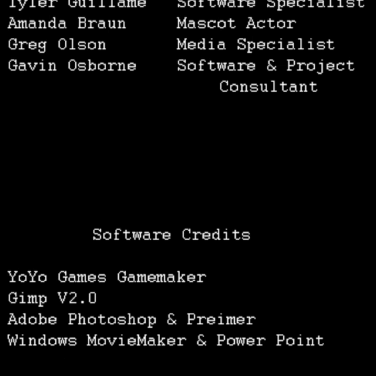 Tyler Guillame Software Specialist
Amanda Braun Mascot Actor
Greg Olson Media Specialist
Gavin Osborne Software & Project
Consultant
Software Credits
YoYo Games Gamemaker
Gimp V2.0
Adobe Photoshop & Preimer
Windows MovieMaker & Power Point